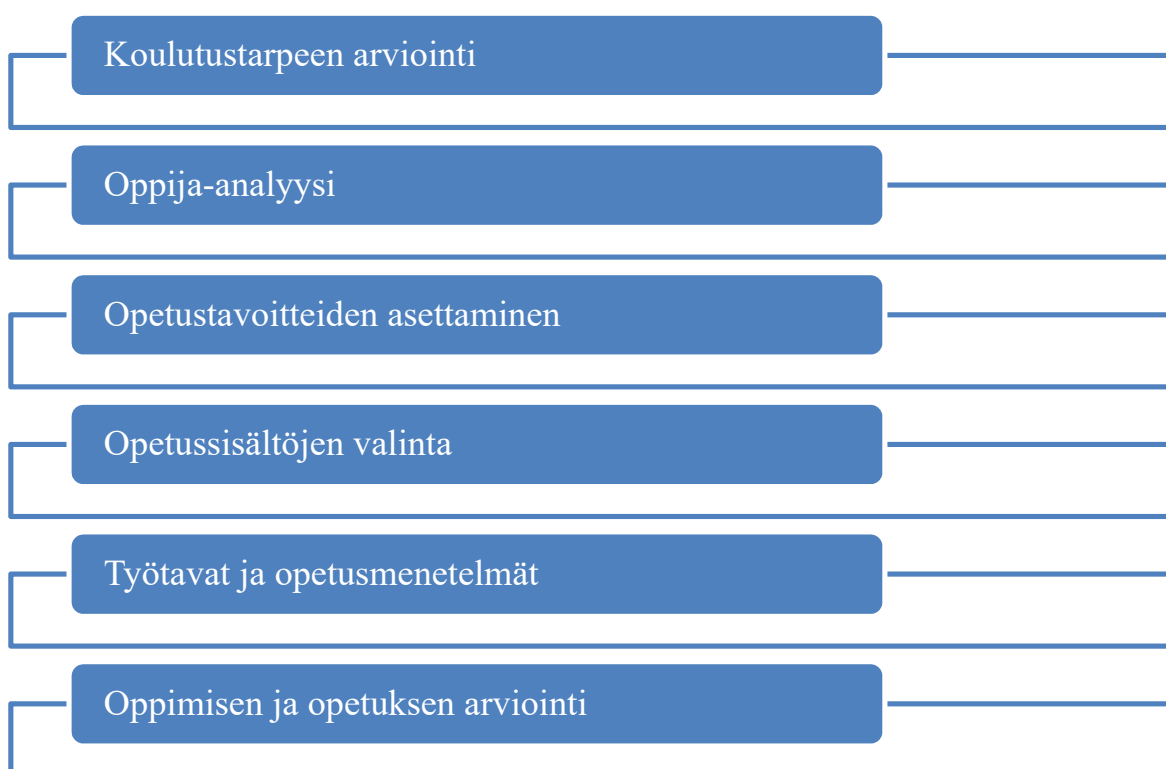 Koulutustarpeen arviointi
Oppija-analyysi
Opetustavoitteiden asettaminen
Opetussisältöjen valinta
Työtavat ja opetusmenetelmät
Oppimisen ja opetuksen arviointi